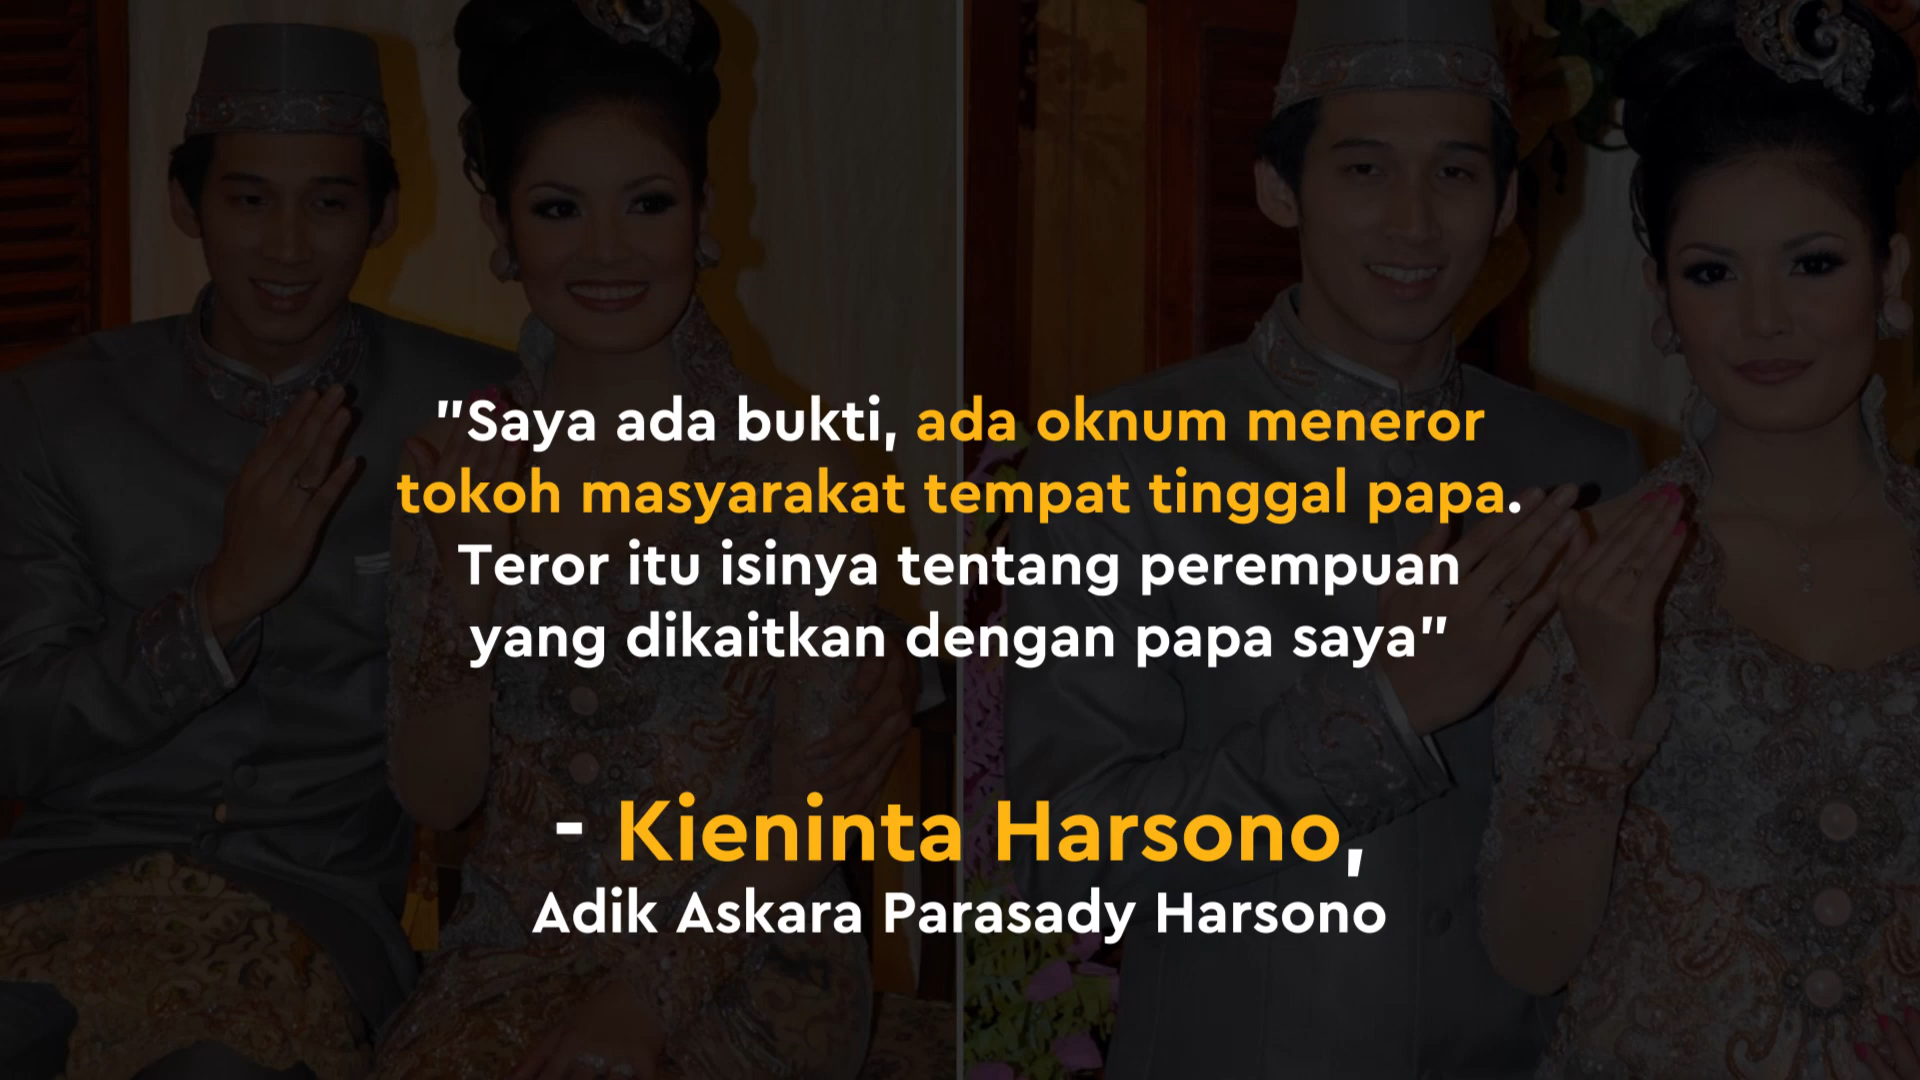 "Saya ada bukti, ada oknum meneror
tokoh masyarakat tempat tinggal papa.
Teror itu isinya tentang perempuan
yang dikaitkan dengan papa saya"
- Kieninta Harsono,
Adik Askara Parasady Harsono